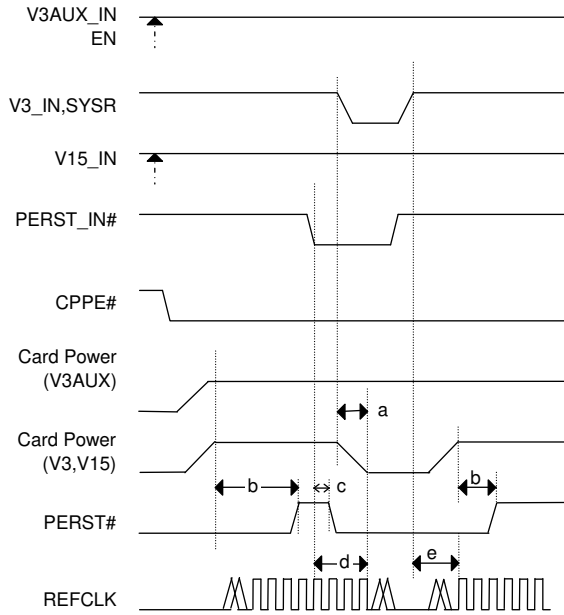 V3AUX_IN
EN
V3_IN,SYSR
V15_IN
PERST_IN#
CPPE#
Card Power
(V3AUX)
a
Card Power
(V3,V15)
b
c
b
PERST#
d
e
REFCLK